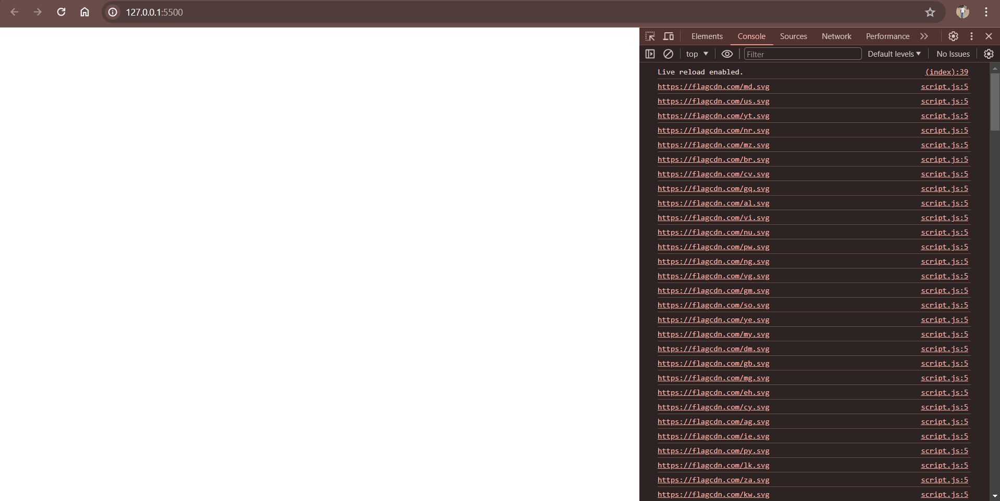 127.0.0.1:5500
Elements Console Sources Network Performance
top Filter Default levels No Issues
Live reload enabled. (index):39
https://flagcdn.com/md.svg script.js:5
https://flagcdn.com/us.svg script.js:5
https://flagcdn.com/yt.svg script.js:5
https://flagcdn.com/nr.svg script.js:5
https://flagcdn.com/mz.svg script.js:5
https://flagcdn.com/br.svg script.js:5
https://flagcdn.com/cv.svg script.js:5
https://flagcdn.com/gq.svg script.js:5
https://flagcdn.com/al.svg script.js:5
https://flagcdn.com/vi.svg script.js:5
https://flagcdn.com/nu.svg script.js:5
https://flagcdn.com/pw.svg script.js:5
https://flagcdn.com/ng.svg script.js:5
https://flagcdn.com/vg.svg script.js:5
https://flagcdn.com/gm.svg script.js:5
https://flagcdn.com/so.svg script.js:5
https://flagcdn.com/ye.svg script.js:5
https://flagcdn.com/my.svg script.js:5
https://flagcdn.com/dm.svg script.js:5
https://flagcdn.com/gb.svg script.js:5
https://flagcdn.com/mg.svg script.js:5
https://flagcdn.com/eh.svg script.js:5
https://flagcdn.com/cy.svg script.js:5
https://flagcdn.com/ag.svg script.js:5
https://flagcdn.com/ie.svg script.js:5
https://flagcdn.com/py.svg script.js:5
https://flagcdn.com/lk.svg script.js:5
https://flagcdn.com/za.svg script.js:5
https://flagcdn.com/kw.svg script.js:5